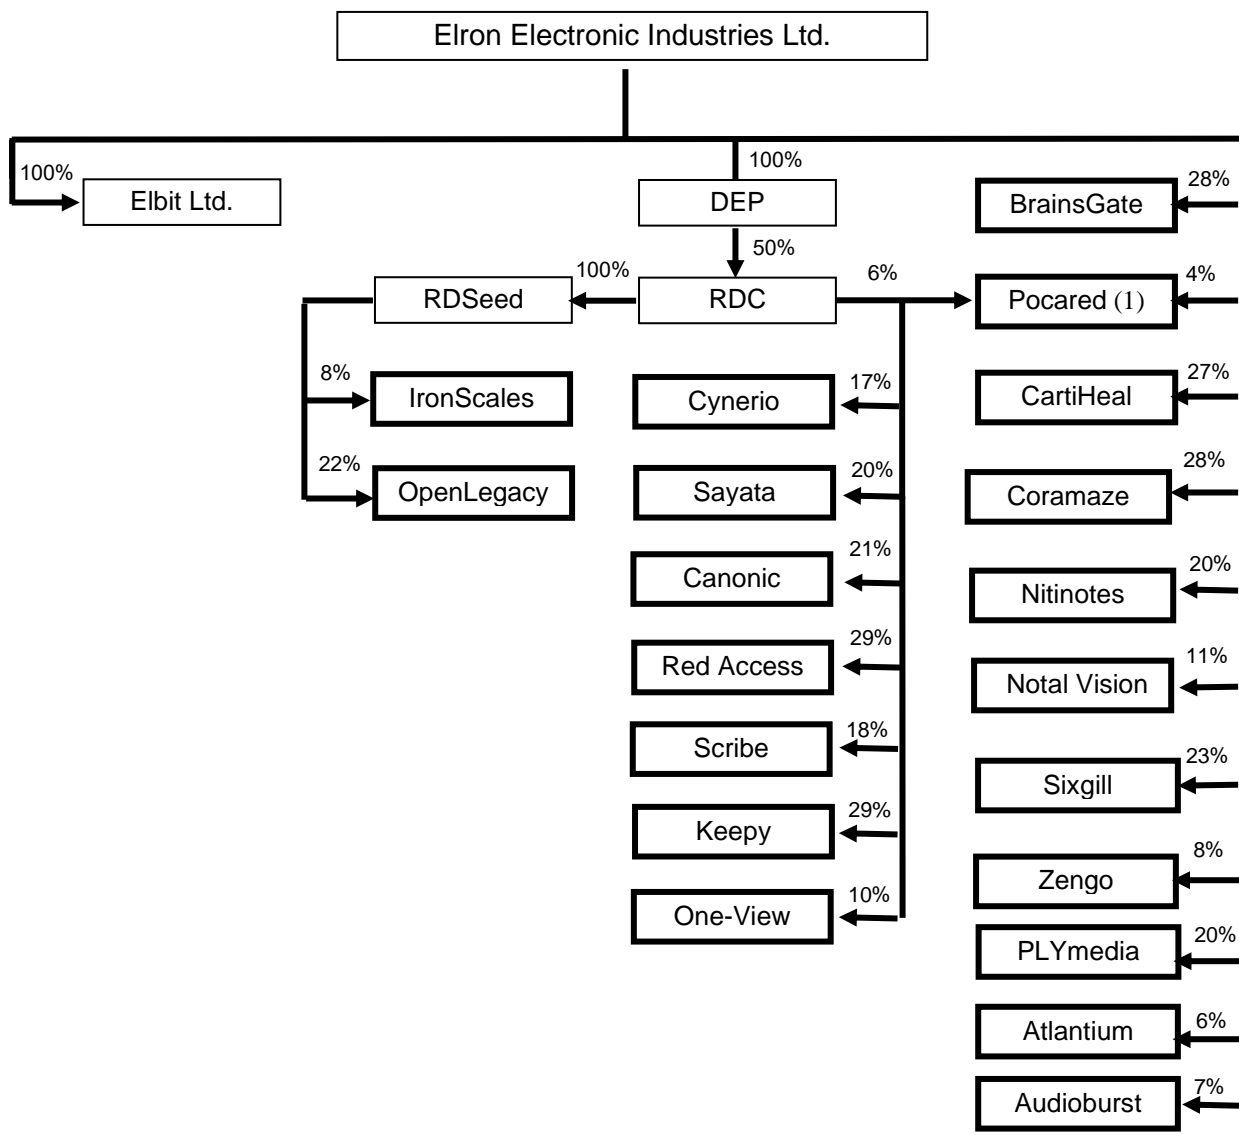 Elron Electronic Industries Ltd.
100%
Elbit Ltd.
100%
DEP
50%
28%
BrainsGate
100%
RDSeed
RDC
6%
4%
Pocared (1)
8%
IronScales
22%
OpenLegacy
17%
Cynerio
20%
Sayata
21%
Canonic
29%
Red Access
18%
Scribe
29%
Keepy
10%
One-View
27%
CartiHeal
28%
Coramaze
20%
Nitinotes
11%
Notal Vision
23%
Sixgill
8%
Zengo
20%
PLYmedia
6%
Atlantium
7%
Audioburst